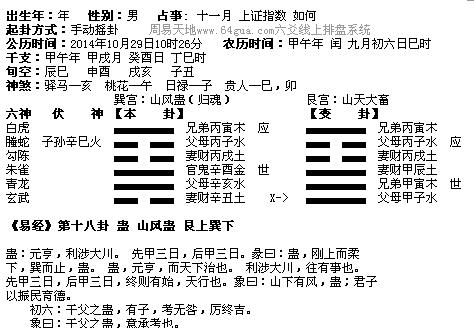 出生年: 年 性别: 男 占事: 十一月 上证指数 如何
起卦方式: 手动摇卦 周易天地www.64gua.com六爻线上排盘系统
公历时间: 2014年10月29日10时26分 农历时间: 甲午年 闰 九月初六日巳时
干支: 甲午年 甲戌月 癸酉日 丁巳时
旬空: 辰巳 申酉 戌亥 子丑
神煞: 驿马—亥 桃花—午 日禄—子 贵人—巳,卯
巽宫:山风蛊(归魂) 艮宫:山天大畜
六神 伏 神 【本 卦】 【变 卦】
白虎 兄弟丙寅木 应 兄弟丙寅木
螣蛇 子孙辛巳火 父母丙子水 父母丙子水 应
勾陈 妻财丙戌土 妻财丙戌土
朱雀 官鬼辛酉金 世 妻财甲辰土
青龙 父母辛亥水 兄弟甲寅木 世
玄武 妻财辛丑土 X-> 父母甲子水
《易经》第十八卦 蛊 山风蛊 艮上巽下
蛊:元亨,利涉大川。 先甲三日,后甲三日。彖曰:蛊,刚上而柔
下,巽而止,蛊。 蛊,元亨,而天下治也。 利涉大川,往有事也。
先甲三日,后甲三日,终则有始,天行也。象曰:山下有风,蛊;君子
以振民育德。
初六:干父之蛊,有子,考无咎,厉终吉。
象曰:干父之蛊,意承考也。